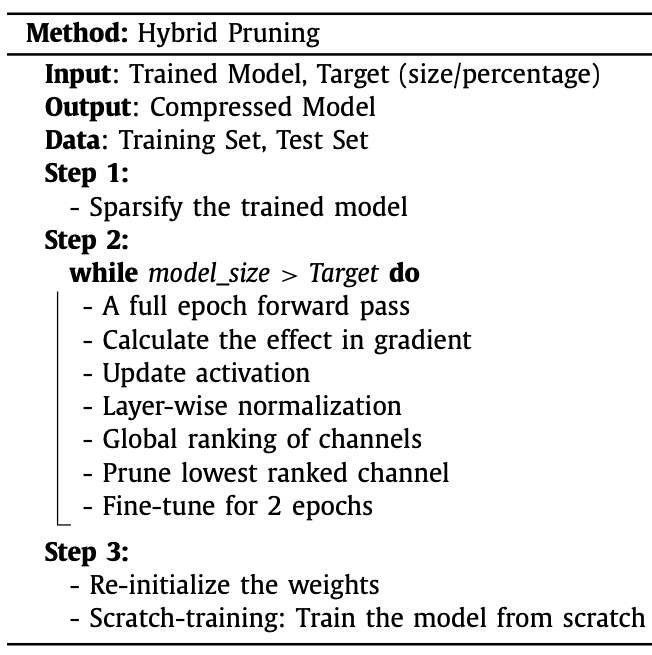 Method: Hybrid Pruning
Input: Trained Model, Target (size/percentage)
Output: Compressed Model
Data: Training Set, Test Set
Step 1:
- Sparsify the trained model
Step 2:
while model_size > Target do
- A full epoch forward pass
- Calculate the effect in gradient
- Update activation
- Layer-wise normalization
- Global ranking of channels
- Prune lowest ranked channel
- Fine-tune for 2 epochs
Step 3:
- Re-initialize the weights
- Scratch-training: Train the model from scratch